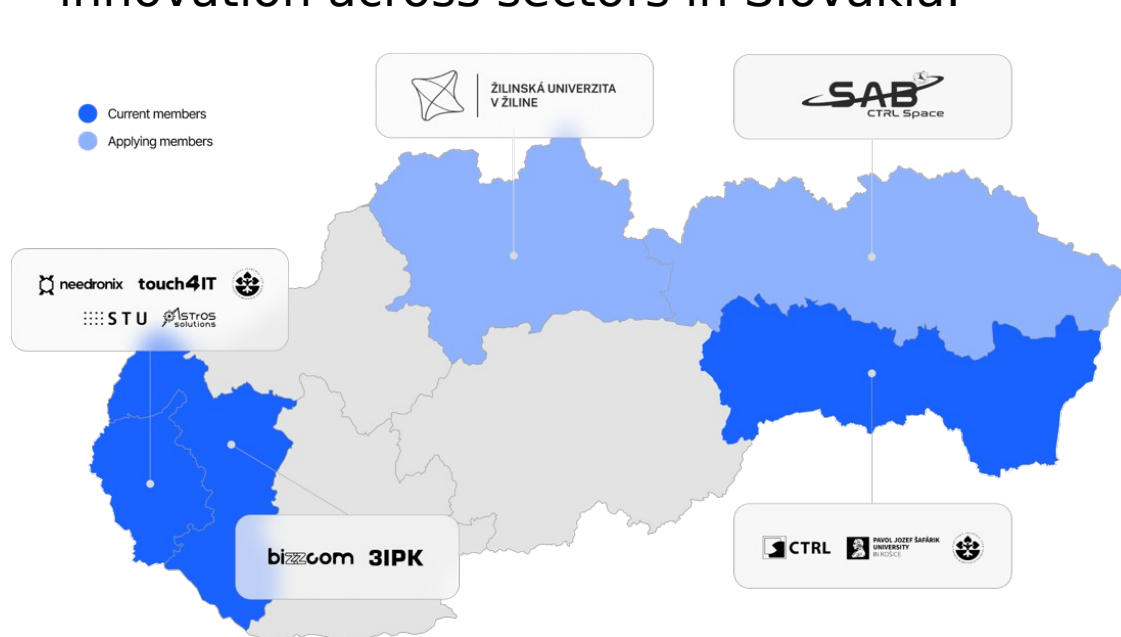 innovation across sectors in Slovakia.
Current members
Applying members
ŽILINSKÁ UNIVERZITA
V ŽILINE
SAB
CTRL Space
needronix touch4IT
STU ASTROS
solutions
bizzcom 3IPK
CTRL PAVOL JOZEF ŠAFÁRIK
UNIVERSITY
IN KOŠICE